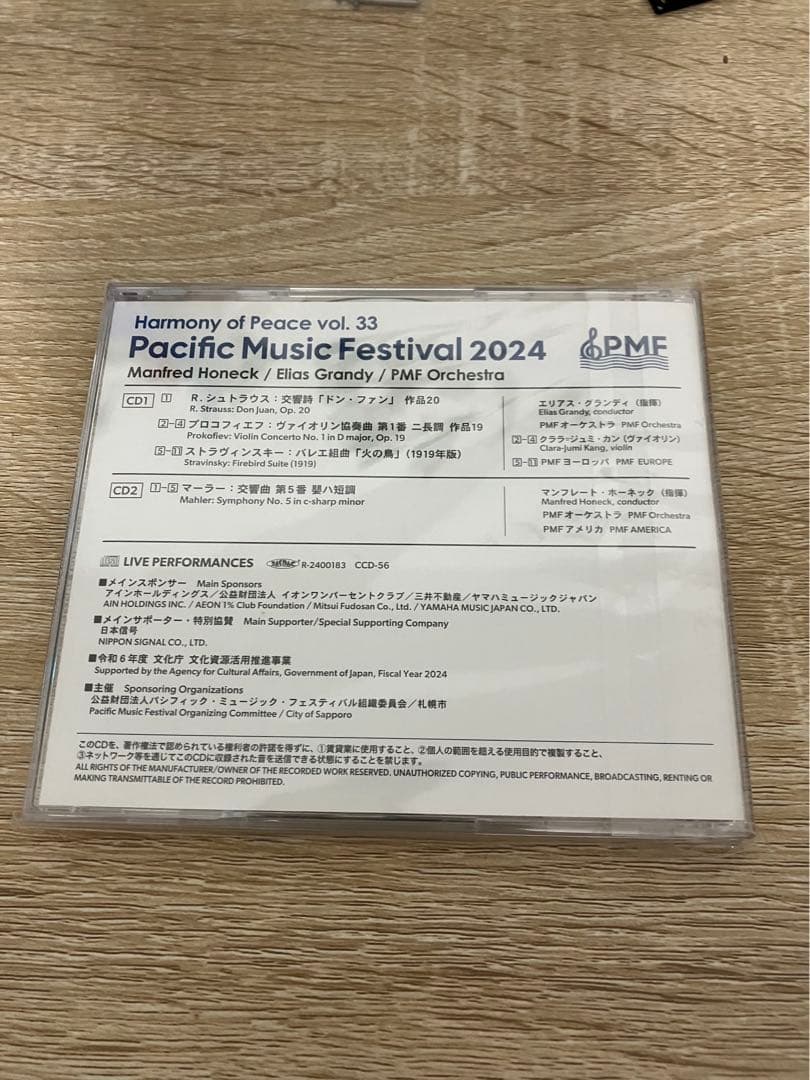 Harmony of Peace vol. 33
Pacific Music Festival 2024
PMF
Manfred Honeck / Elias Grandy / PMF Orchestra
CD1 1 R. シュトラウス：交響詩「ドン・ファン」 作品20
R. Strauss: Don Juan, Op. 20
2-4 プロコフィエフ：ヴァイオリン協奏曲 第1番 ニ長調 作品19
Prokofiev: Violin Concerto No. 1 in D major, Op. 19
5-11 ストラヴィンスキー：バレエ組曲「火の鳥」（1919年版）
Stravinsky: Firebird Suite (1919)
エリアス・グランディ（指揮）
Elias Grandy, conductor
PMFオーケストラ PMF Orchestra
2-4 クララ=ジュミ・カン（ヴァイオリン）
Clara-Jumi Kang, violin
5-11 PMFヨーロッパ PMF EUROPE
CD2 1-5 マーラー：交響曲 第5番 嬰ハ短調
Mahler: Symphony No. 5 in c-sharp minor
マンフレート・ホーネック（指揮）
Manfred Honeck, conductor
PMFオーケストラ PMF Orchestra
PMFアメリカ PMF AMERICA
LIVE PERFORMANCES JASRAC R-2400183 CCD-56
■メインスポンサー Main Sponsors
アインホールディングス／公益財団法人 イオンワンパーセントクラブ／三井不動産／ヤマハミュージックジャパン
AIN HOLDINGS INC. / AEON 1% Club Foundation / Mitsui Fudosan Co., Ltd. / YAMAHA MUSIC JAPAN CO., LTD.
■メインサポーター・特別協賛 Main Supporter/Special Supporting Company
日本信号
NIPPON SIGNAL CO., LTD.
■令和6年度 文化庁 文化資源活用推進事業
Supported by the Agency for Cultural Affairs, Government of Japan, Fiscal Year 2024
■主催 Sponsoring Organizations
公益財団法人パシフィック・ミュージック・フェスティバル組織委員会／札幌市
Pacific Music Festival Organizing Committee / City of Sapporo
このCDを、著作権法で認められている権利者の許諾を得ずに、①賃貸業に使用すること、②個人の範囲を超える使用目的で複製すること、
③ネットワーク等を通じてこのCDに収録された音を送信できる状態にすることを禁じます。
ALL RIGHTS OF THE MANUFACTURER/OWNER OF THE RECORDED WORK RESERVED. UNAUTHORIZED COPYING, PUBLIC PERFORMANCE, BROADCASTING, RENTING OR
MAKING TRANSMITTABLE OF THE RECORD PROHIBITED.